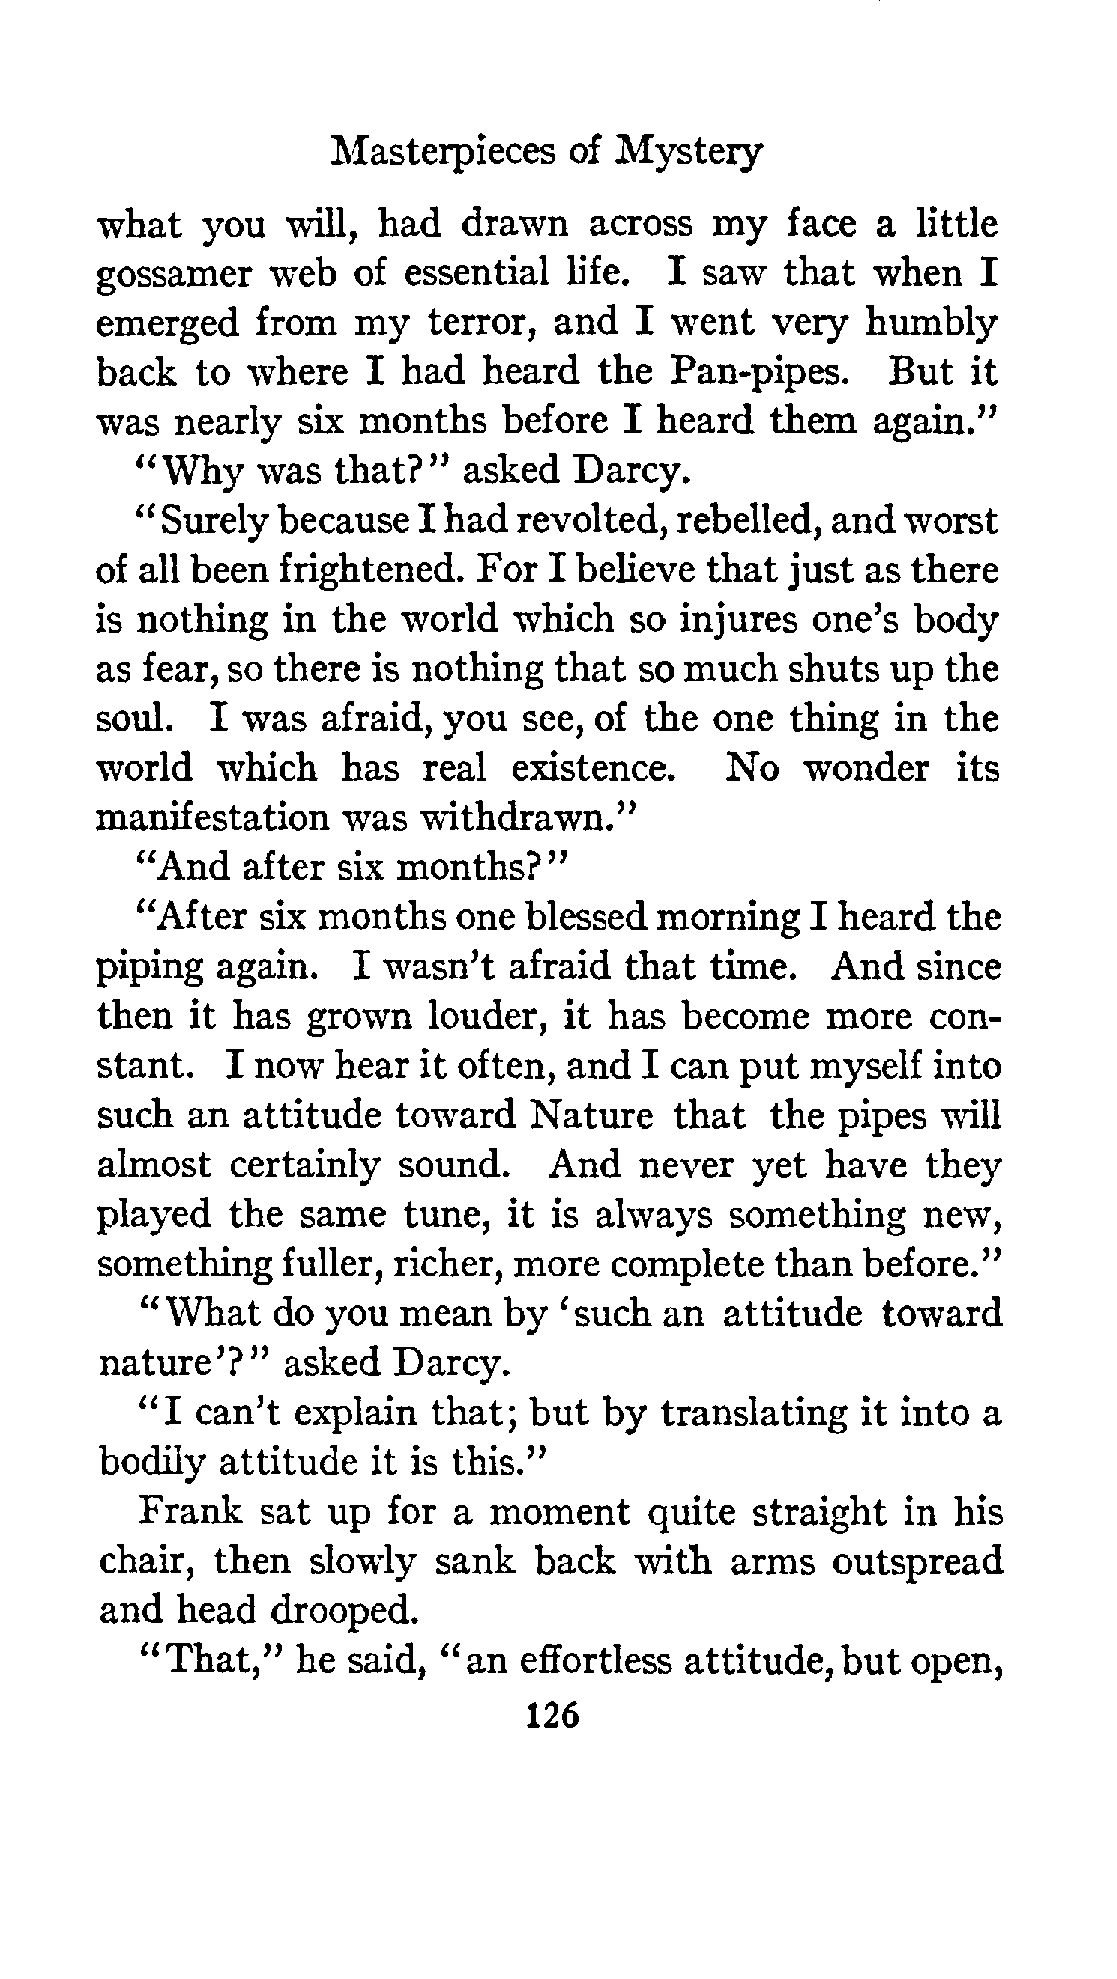 Masterpieces of Mystery
what you will, had drawn across my face a little
gossamer web of essential life. I saw that when I
emerged from my terror, and I went very humbly
back to where I had heard the Pan-pipes. But it
was nearly six months before I heard them again."
"Why was that?" asked Darcy.
"Surely because I had revolted, rebelled, and worst
of all been frightened. For I believe that just as there
is nothing in the world which so injures one's body
as fear, so there is nothing that so much shuts up the
soul. I was afraid, you see, of the one thing in the
world which has real existence. No wonder its
manifestation was withdrawn."
"And after six months?"
"After six months one blessed morning I heard the
piping again. I wasn't afraid that time. And since
then it has grown louder, it has become more con-
stant. I now hear it often, and I can put myself into
such an attitude toward Nature that the pipes will
almost certainly sound. And never yet have they
played the same tune, it is always something new,
something fuller, richer, more complete than before."
"What do you mean by 'such an attitude toward
nature'?" asked Darcy.
"I can't explain that; but by translating it into a
bodily attitude it is this."
Frank sat up for a moment quite straight in his
chair, then slowly sank back with arms outspread
and head drooped.
"That," he said, "an effortless attitude, but open,
126